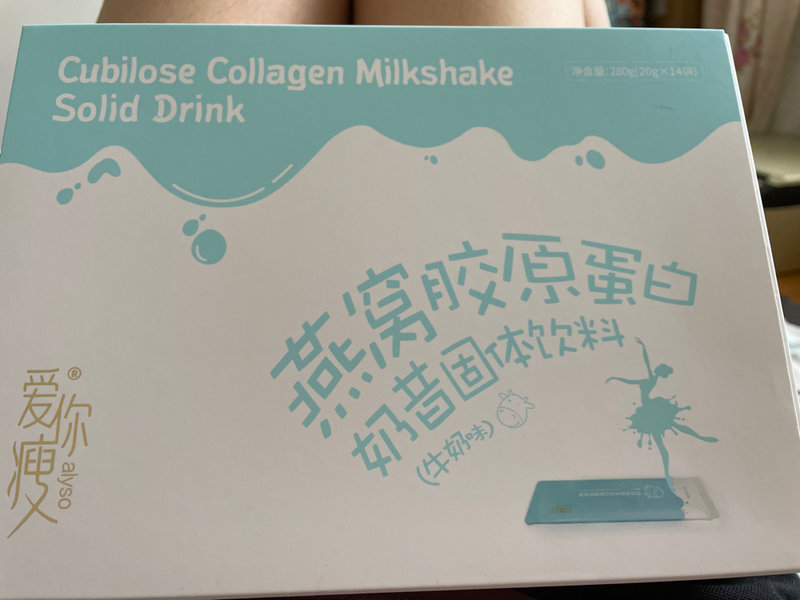 Cubilose Collagen Milkshake
Solid Drink
净含量:280g(20g×14袋)
燕窝胶原蛋白
奶昔固体饮料
(牛奶味)
爱你瘦®
alyso